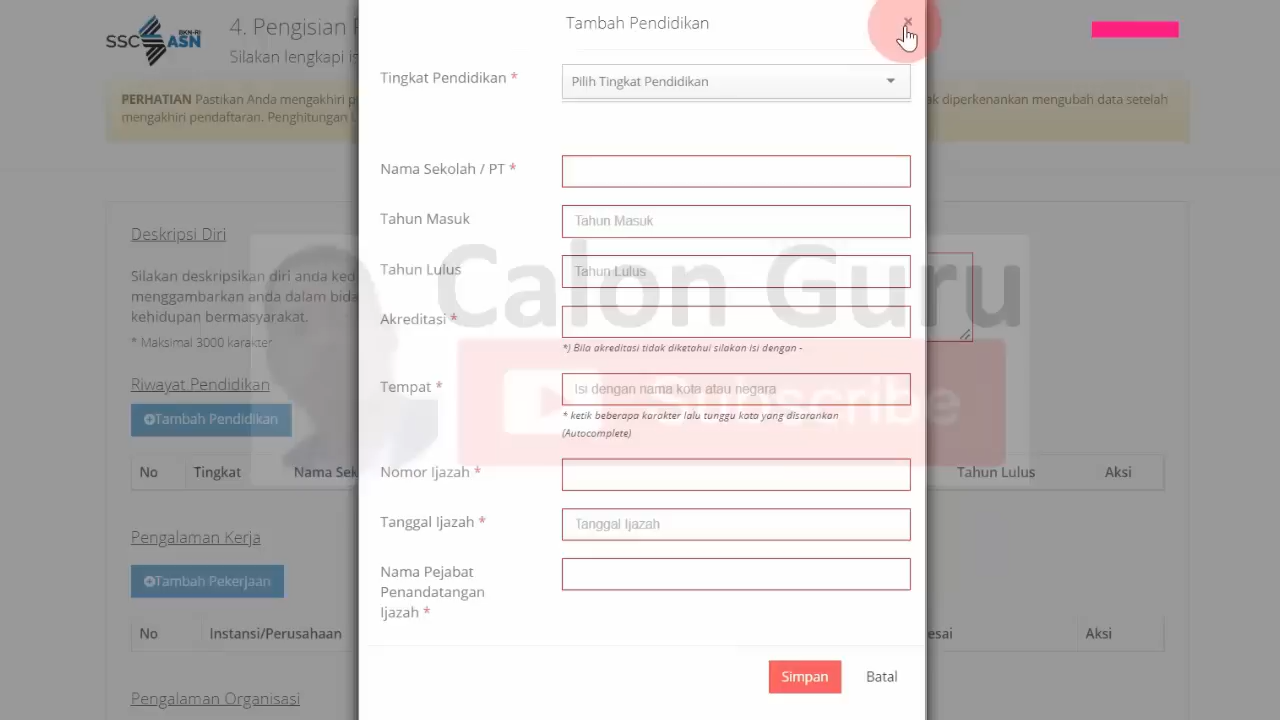 SSC ASN
BKN-RI
4. Pengisian
Silakan lengkapi
PERHATIAN Pastikan Anda mengakhiri
mengakhiri pendaftaran. Penghitungan
diperkenankan mengubah data setelah
Tambah Pendidikan
×
Tingkat Pendidikan *
Pilih Tingkat Pendidikan
Nama Sekolah / PT *
Tahun Masuk
Tahun Masuk
Tahun Lulus
Tahun Lulus
Akreditasi *
*) Bila akreditasi tidak diketahui silakan isi dengan -
Tempat *
Isi dengan nama kota atau negara
* ketik beberapa karakter lalu tunggu kata yang disarankan
(Autocomplete)
Nomor Ijazah *
Tanggal Ijazah *
Tanggal Ijazah
Nama Pejabat
Penandatangan
Ijazah *
Simpan
Batal
Deskripsi Diri
Silakan deskripsikan diri anda
menggambarkan anda dalam
kehidupan bermasyarakat.
* Maksimal 3000 karakter
Riwayat Pendidikan
Tambah Pendidikan
No Tingkat Nama Tahun Lulus Aksi
Pengalaman Kerja
Tambah Pekerjaan
No Instansi/Perusahaan Aksi
Pengalaman Organisasi
Calon Guru
Subscribe